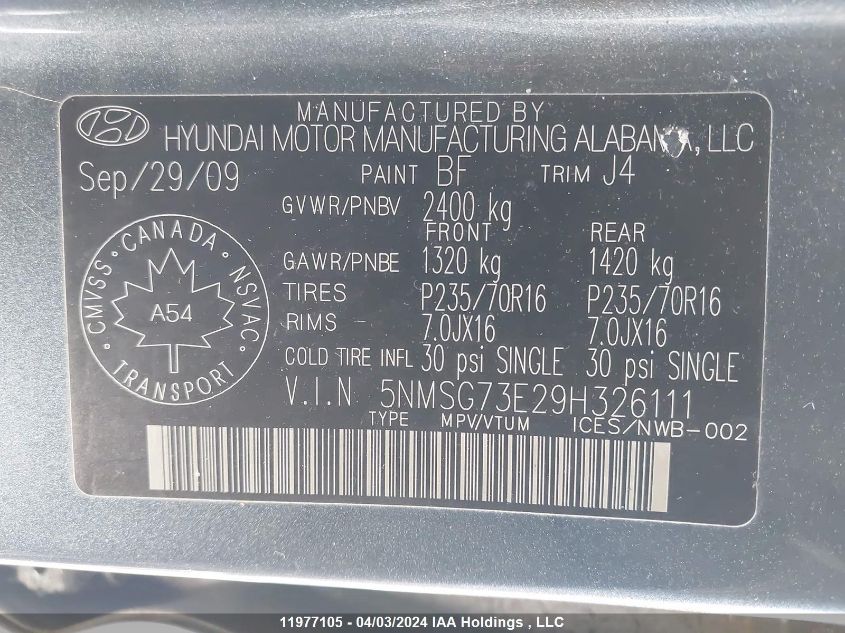 MANUFACTURED BY
HYUNDAI MOTOR MANUFACTURING ALABAMA, LLC
Sep/29/09 PAINT BF TRIM J4
GVWR/PNBV 2400 kg
FRONT REAR
GAWR/PNBE 1320 kg 1420 kg
TIRES P235/70R16 P235/70R16
RIMS 7.0JX16 7.0JX16
COLD TIRE INFL 30 psi SINGLE 30 psi SINGLE
V.I.N 5NMSG73E29H326111
TYPE MPV/VTUM ICES/NWB-002
CMVSS • CANADA • NSVAC • TRANSPORT •
A54
11977105 - 04/03/2024 IAA Holdings , LLC